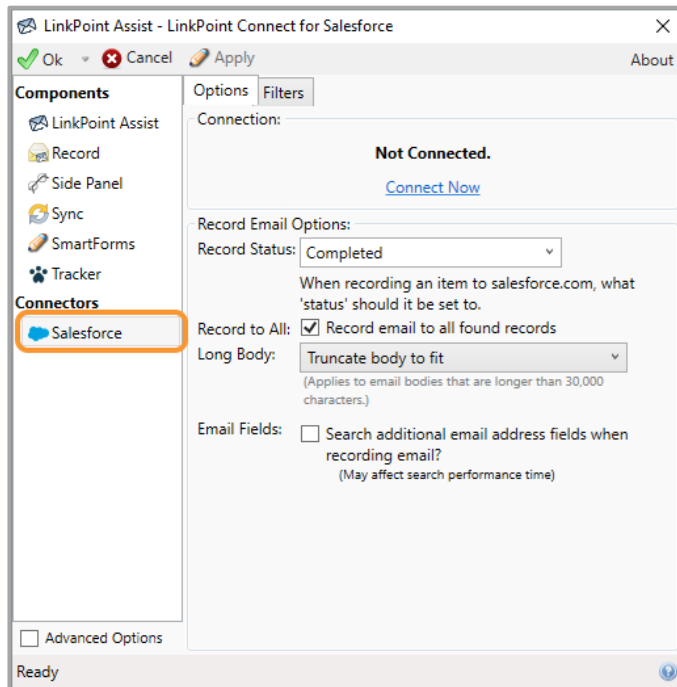 LinkPoint Assist - LinkPoint Connect for Salesforce
Ok Cancel Apply About
Components
LinkPoint Assist
Record
Side Panel
Sync
SmartForms
Tracker
Connectors
Salesforce
Advanced Options
Options Filters
Connection:
Not Connected.
Connect Now
Record Email Options:
Record Status: Completed
When recording an item to salesforce.com, what
'status' should it be set to.
Record to All: Record email to all found records
Long Body: Truncate body to fit
(Applies to email bodies that are longer than 30,000
characters.)
Email Fields: Search additional email address fields when
recording email?
(May affect search performance time)
Ready